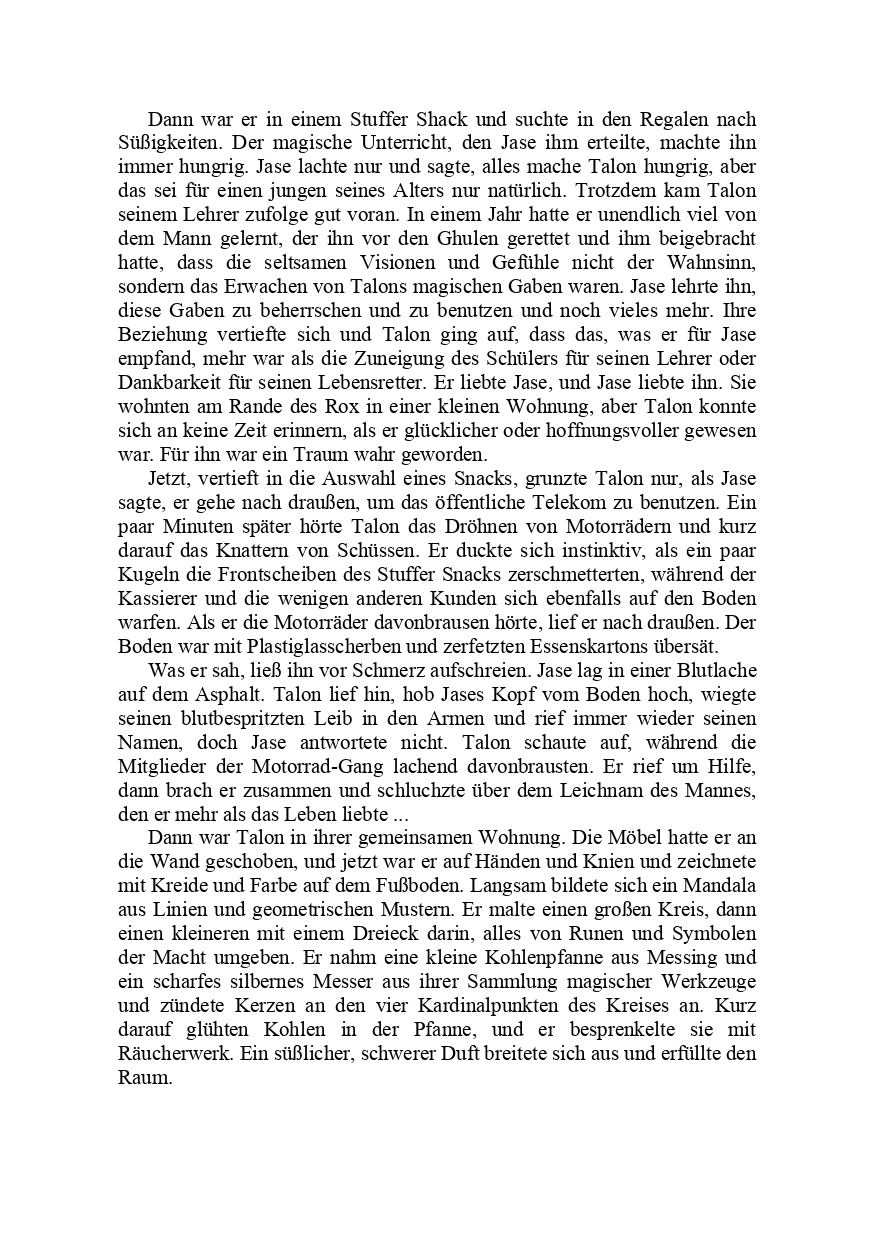 Dann war er in einem Stuffer Shack und suchte in den Regalen nach
Süßigkeiten. Der magische Unterricht, den Jase ihm erteilte, machte ihn
immer hungrig. Jase lachte nur und sagte, alles mache Talon hungrig, aber
das sei für einen jungen seines Alters nur natürlich. Trotzdem kam Talon
seinem Lehrer zufolge gut voran. In einem Jahr hatte er unendlich viel von
dem Mann gelernt, der ihn vor den Ghulen gerettet und ihm beigebracht
hatte, dass die seltsamen Visionen und Gefühle nicht der Wahnsinn,
sondern das Erwachen von Talons magischen Gaben waren. Jase lehrte ihn,
diese Gaben zu beherrschen und zu benutzen und noch vieles mehr. Ihre
Beziehung vertiefte sich und Talon ging auf, dass das, was er für Jase
empfand, mehr war als die Zuneigung des Schülers für seinen Lehrer oder
Dankbarkeit für seinen Lebensretter. Er liebte Jase, und Jase liebte ihn. Sie
wohnten am Rande des Rox in einer kleinen Wohnung, aber Talon konnte
sich an keine Zeit erinnern, als er glücklicher oder hoffnungsvoller gewesen
war. Für ihn war ein Traum wahr geworden.
Jetzt, vertieft in die Auswahl eines Snacks, grunzte Talon nur, als Jase
sagte, er gehe nach draußen, um das öffentliche Telekom zu benutzen. Ein
paar Minuten später hörte Talon das Dröhnen von Motorrädern und kurz
darauf das Knattern von Schüssen. Er duckte sich instinktiv, als ein paar
Kugeln die Frontscheiben des Stuffer Snacks zerschmetterten, während der
Kassierer und die wenigen anderen Kunden sich ebenfalls auf den Boden
warfen. Als er die Motorräder davonbrausen hörte, lief er nach draußen. Der
Boden war mit Plastiglasscherben und zerfetzten Essenskartons übersät.
Was er sah, ließ ihn vor Schmerz aufschreien. Jase lag in einer Blutlache
auf dem Asphalt. Talon lief hin, hob Jases Kopf vom Boden hoch, wiegte
seinen blutbespritzten Leib in den Armen und rief immer wieder seinen
Namen, doch Jase antwortete nicht. Talon schaute auf, während die
Mitglieder der Motorrad-Gang lachend davonbrausten. Er rief um Hilfe,
dann brach er zusammen und schluchzte über dem Leichnam des Mannes,
den er mehr als das Leben liebte ...
Dann war Talon in ihrer gemeinsamen Wohnung. Die Möbel hatte er an
die Wand geschoben, und jetzt war er auf Händen und Knien und zeichnete
mit Kreide und Farbe auf dem Fußboden. Langsam bildete sich ein Mandala
aus Linien und geometrischen Mustern. Er malte einen großen Kreis, dann
einen kleineren mit einem Dreieck darin, alles von Runen und Symbolen
der Macht umgeben. Er nahm eine kleine Kohlenpfanne aus Messing und
ein scharfes silbernes Messer aus ihrer Sammlung magischer Werkzeuge
und zündete Kerzen an den vier Kardinalpunkten des Kreises an. Kurz
darauf glühten Kohlen in der Pfanne, und er besprenkelte sie mit
Räucherwerk. Ein süßlicher, schwerer Duft breitete sich aus und erfüllte den
Raum.